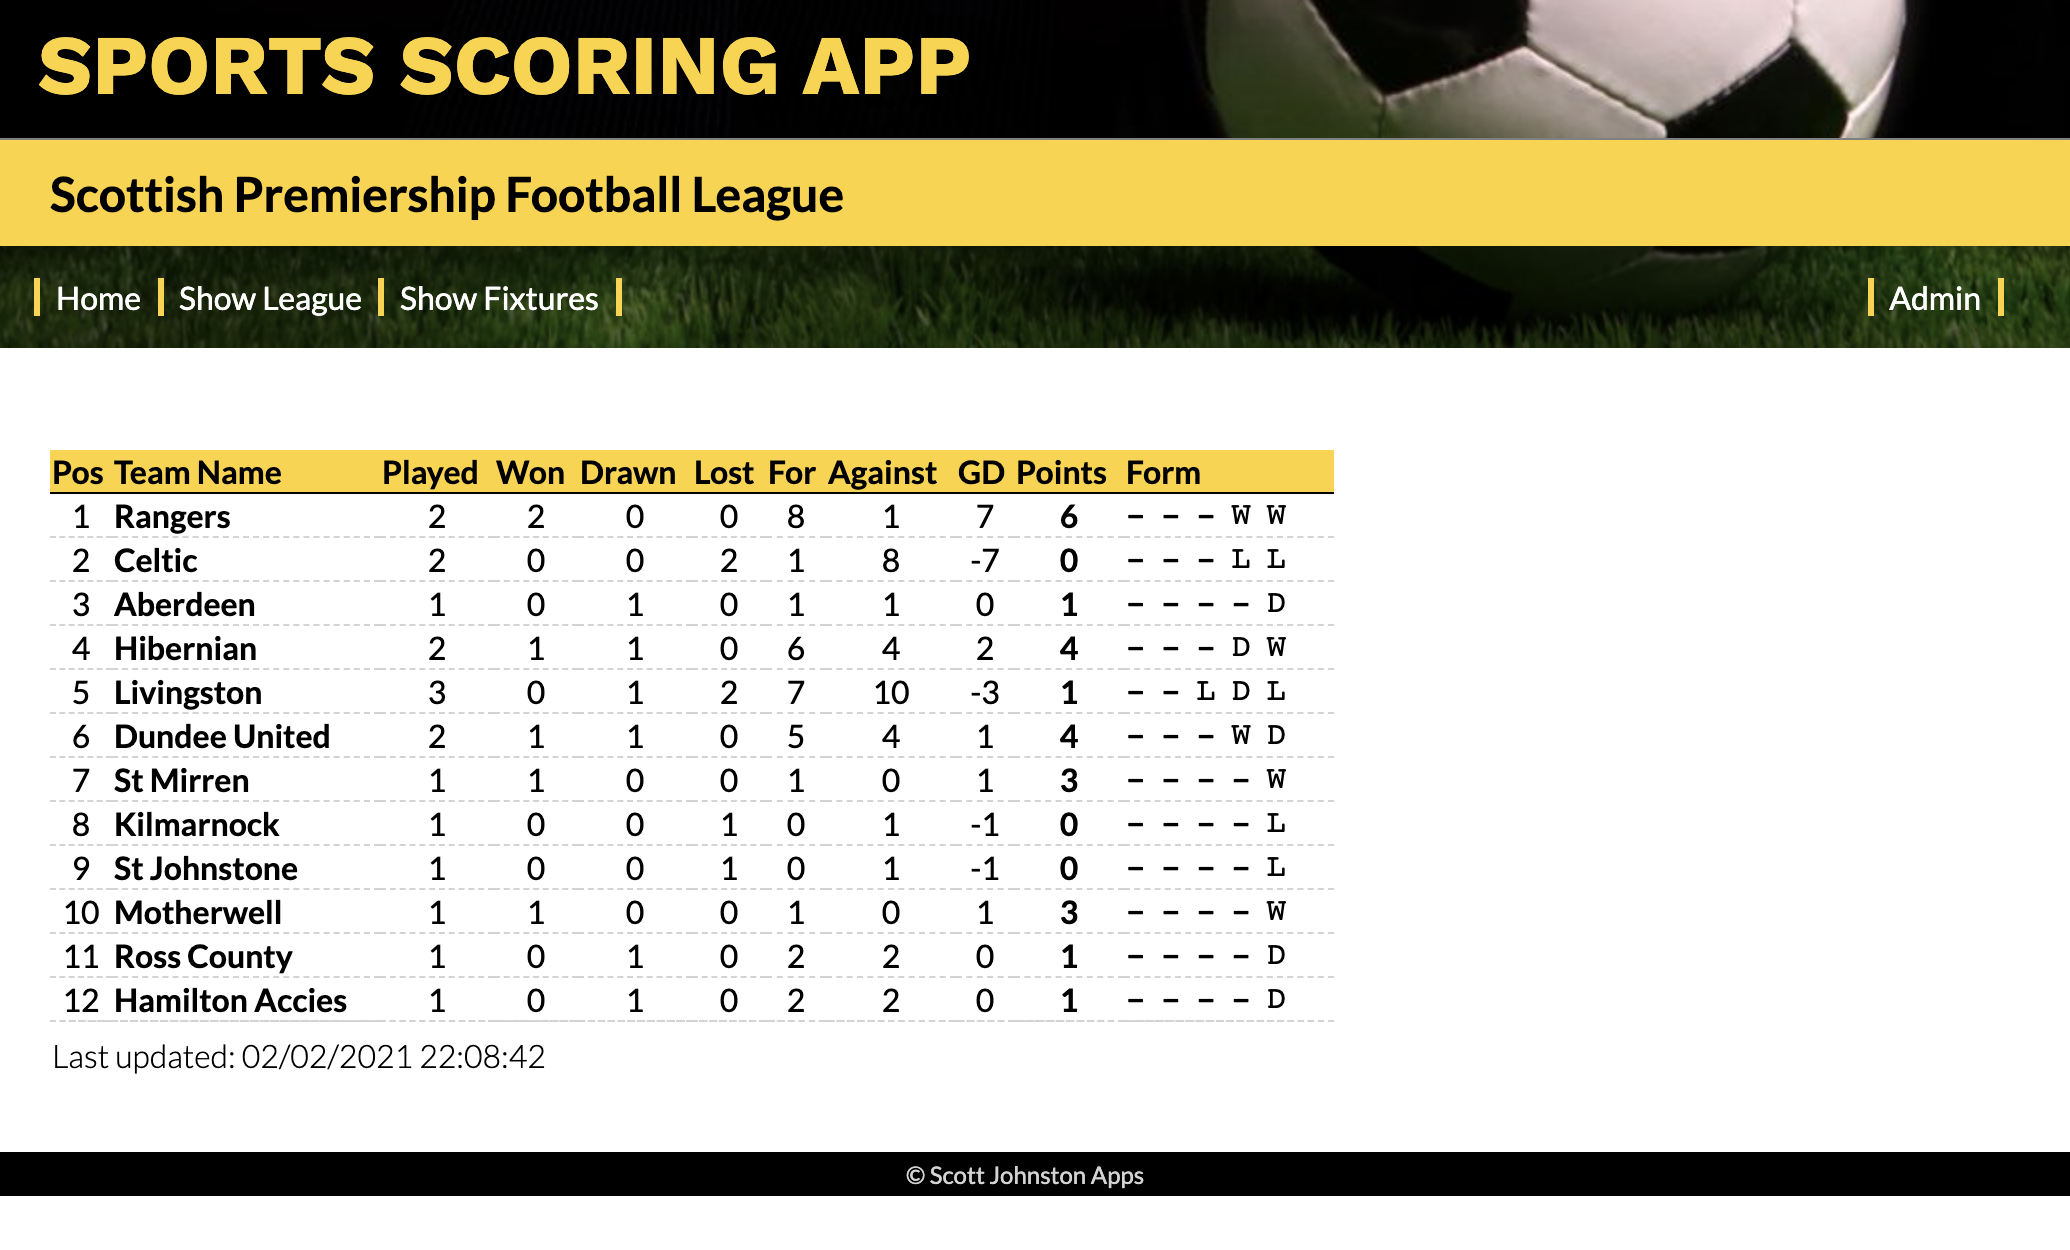 SPORTS SCORING APP
Scottish Premiership Football League
Home Show League Show Fixtures Admin
Pos Team Name Played Won Drawn Lost For Against GD Points Form
1 Rangers 2 2 0 0 8 1 7 6 - - - W W
2 Celtic 2 0 0 2 1 8 -7 0 - - - L L
3 Aberdeen 1 0 1 0 1 1 0 1 - - - - D
4 Hibernian 2 1 1 0 6 4 2 4 - - - D W
5 Livingston 3 0 1 2 7 10 -3 1 - - L D L
6 Dundee United 2 1 1 0 5 4 1 4 - - - W D
7 St Mirren 1 1 0 0 1 0 1 3 - - - - W
8 Kilmarnock 1 0 0 1 0 1 -1 0 - - - - L
9 St Johnstone 1 0 0 1 0 1 -1 0 - - - - L
10 Motherwell 1 1 0 0 1 0 1 3 - - - - W
11 Ross County 1 0 1 0 2 2 0 1 - - - - D
12 Hamilton Accies 1 0 1 0 2 2 0 1 - - - - D
Last updated: 02/02/2021 22:08:42
© Scott Johnston Apps